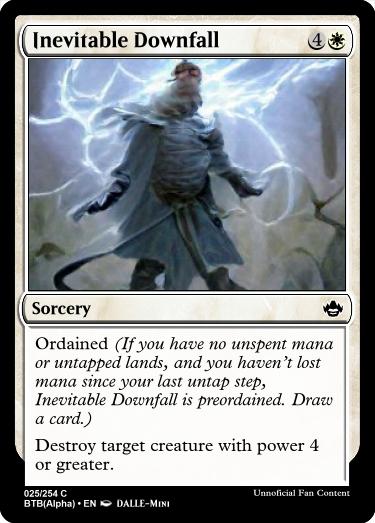 Inevitable Downfall 4
Sorcery
Ordained (If you have no unspent mana
or untapped lands, and you haven't lost
mana since your last untap step,
Inevitable Downfall is preordained. Draw
a card.)
Destroy target creature with power 4
or greater.
025/254 C
BTB(Alpha) • EN DALLE-Mini
Unnofficial Fan Content